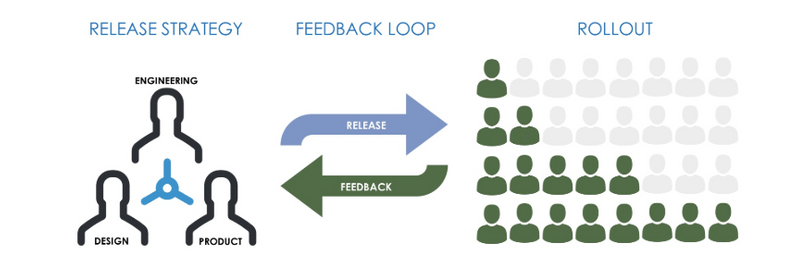 RELEASE STRATEGY
FEEDBACK LOOP
ROLLOUT
ENGINEERING
DESIGN
PRODUCT
RELEASE
FEEDBACK